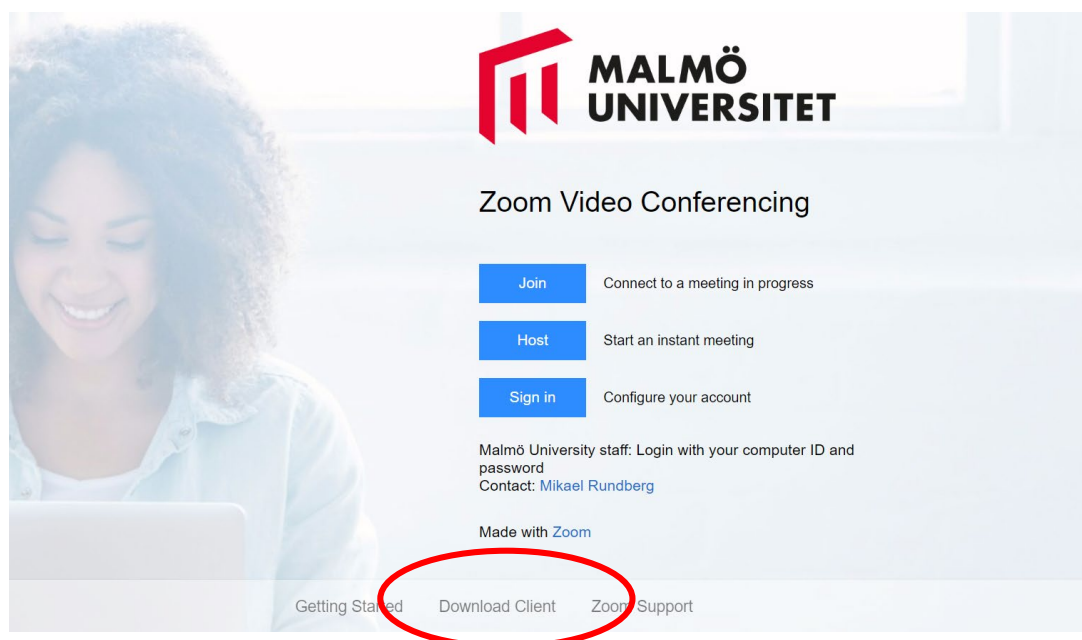 MALMÖ
UNIVERSITET
Zoom Video Conferencing
Join Connect to a meeting in progress
Host Start an instant meeting
Sign in Configure your account
Malmö University staff: Login with your computer ID and
password
Contact: Mikael Rundberg
Made with Zoom
Getting Started Download Client Zoom Support